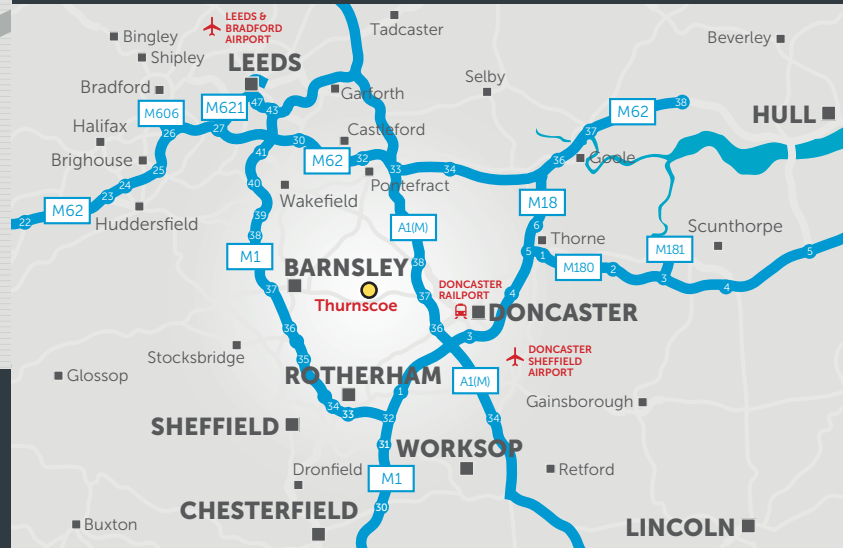 LEEDS &
BRADFORD
AIRPORT
Tadcaster
Bingley
Beverley
Shipley
LEEDS
Selby
Bradford
Garforth
M606
M621
47
43
M62
38
HULL
Halifax
26
27
Castleford
37
30
Brighouse
41
M62
32
33
34
36
Goole
25
Pontefract
24
40
23
Wakefield
M62
22
Huddersfield
39
M18
A1(M)
6
Scunthorpe
38
Thorne
M181
M1
5
1
5
BARNSLEY
38
M180
2
3
4
37
Thurnscoe
DONCASTER
RAILPORT
4
37
DONCASTER
36
36
3
Stocksbridge
35
DONCASTER
SHEFFIELD
AIRPORT
Glossop
ROTHERHAM
A1(M)
1
Gainsborough
34
33
32
34
SHEFFIELD
31
WORKSOP
Dronfield
Retford
M1
CHESTERFIELD
30
Buxton
LINCOLN